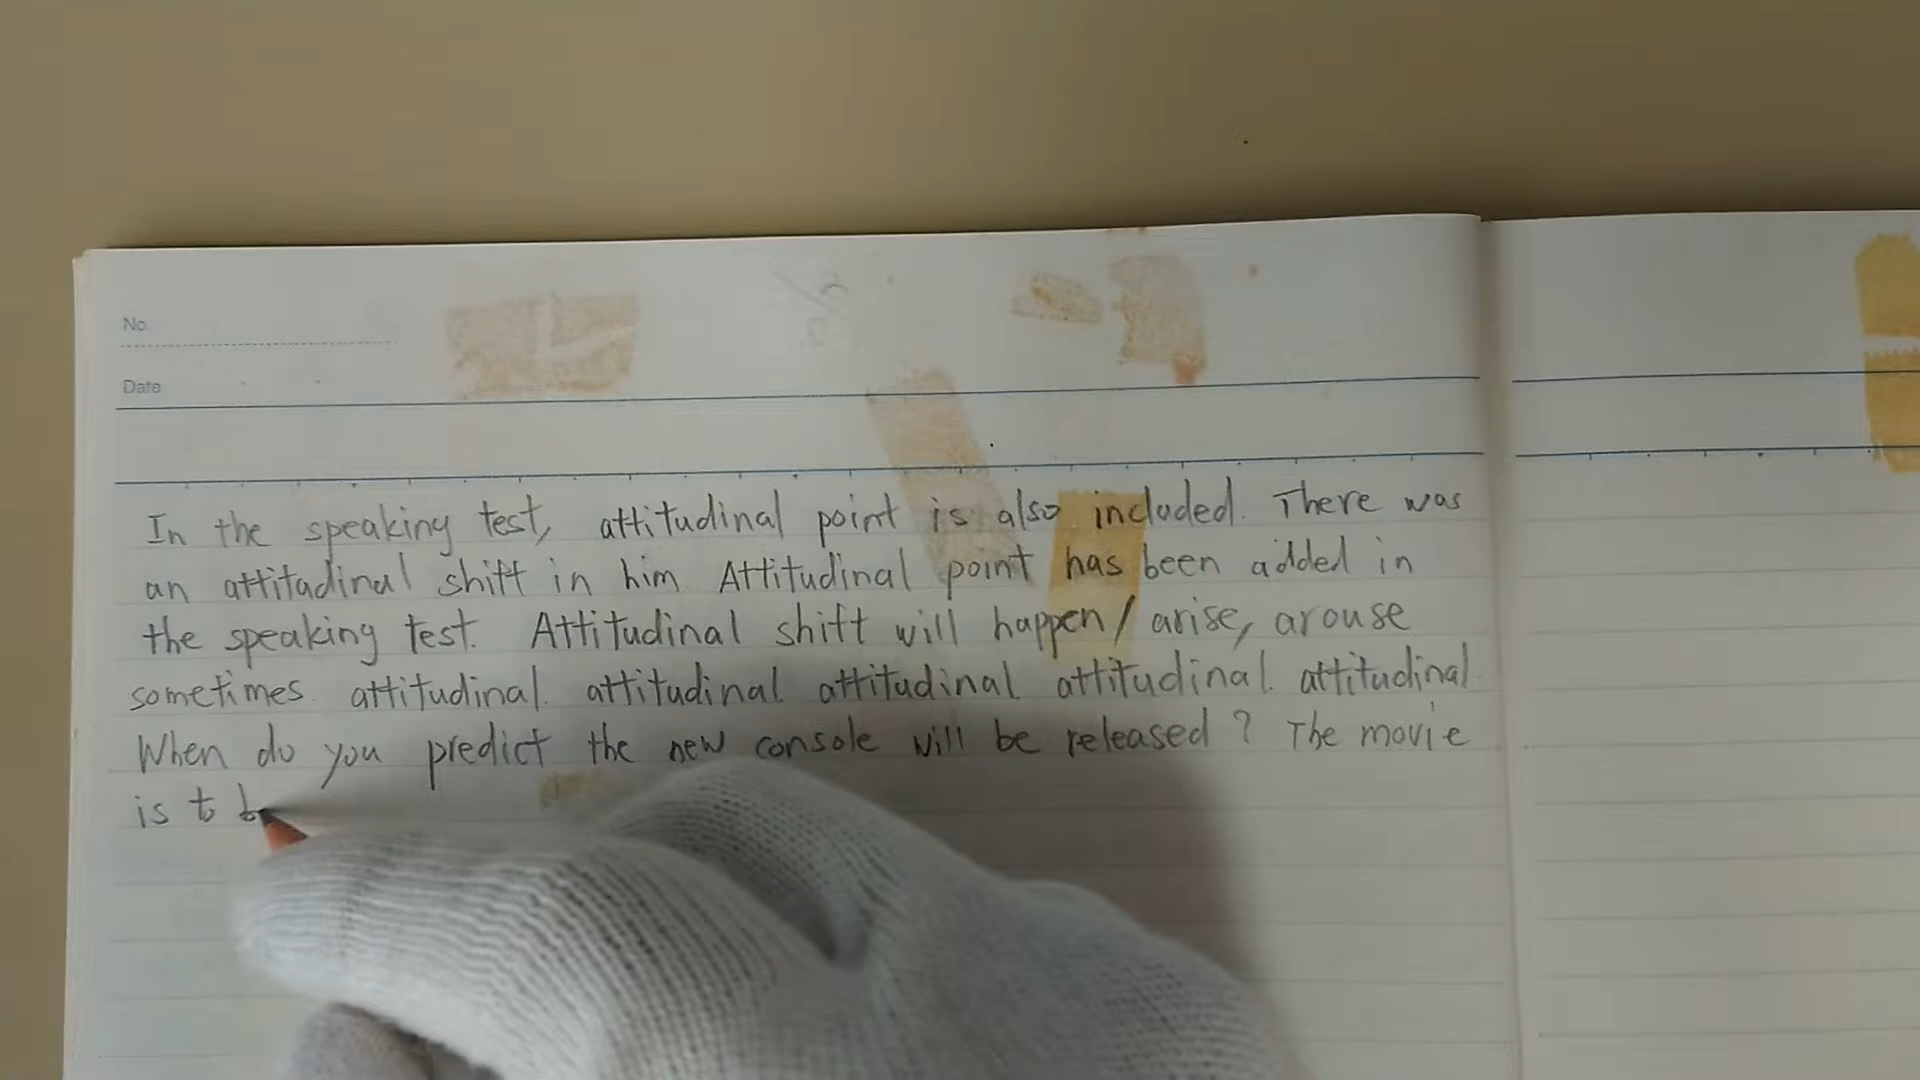 No.
Date
In the speaking test, attitudinal point is also included. There was
an attitadinal shift in him Attitudinal point has been added in
the speaking test. Attitudinal shift will happen / arise, arouse
sometimes. attitudinal. attitudinal attitudinal attitudinal. attitudinal
When do you predict the new console will be released? The movie
is to b